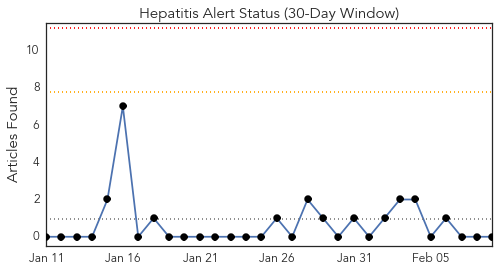 Hepatitis Alert Status (30-Day Window)
Articles Found
10
8
6
4
2
0
Jan 11 Jan 16 Jan 21 Jan 26 Jan 31 Feb 05